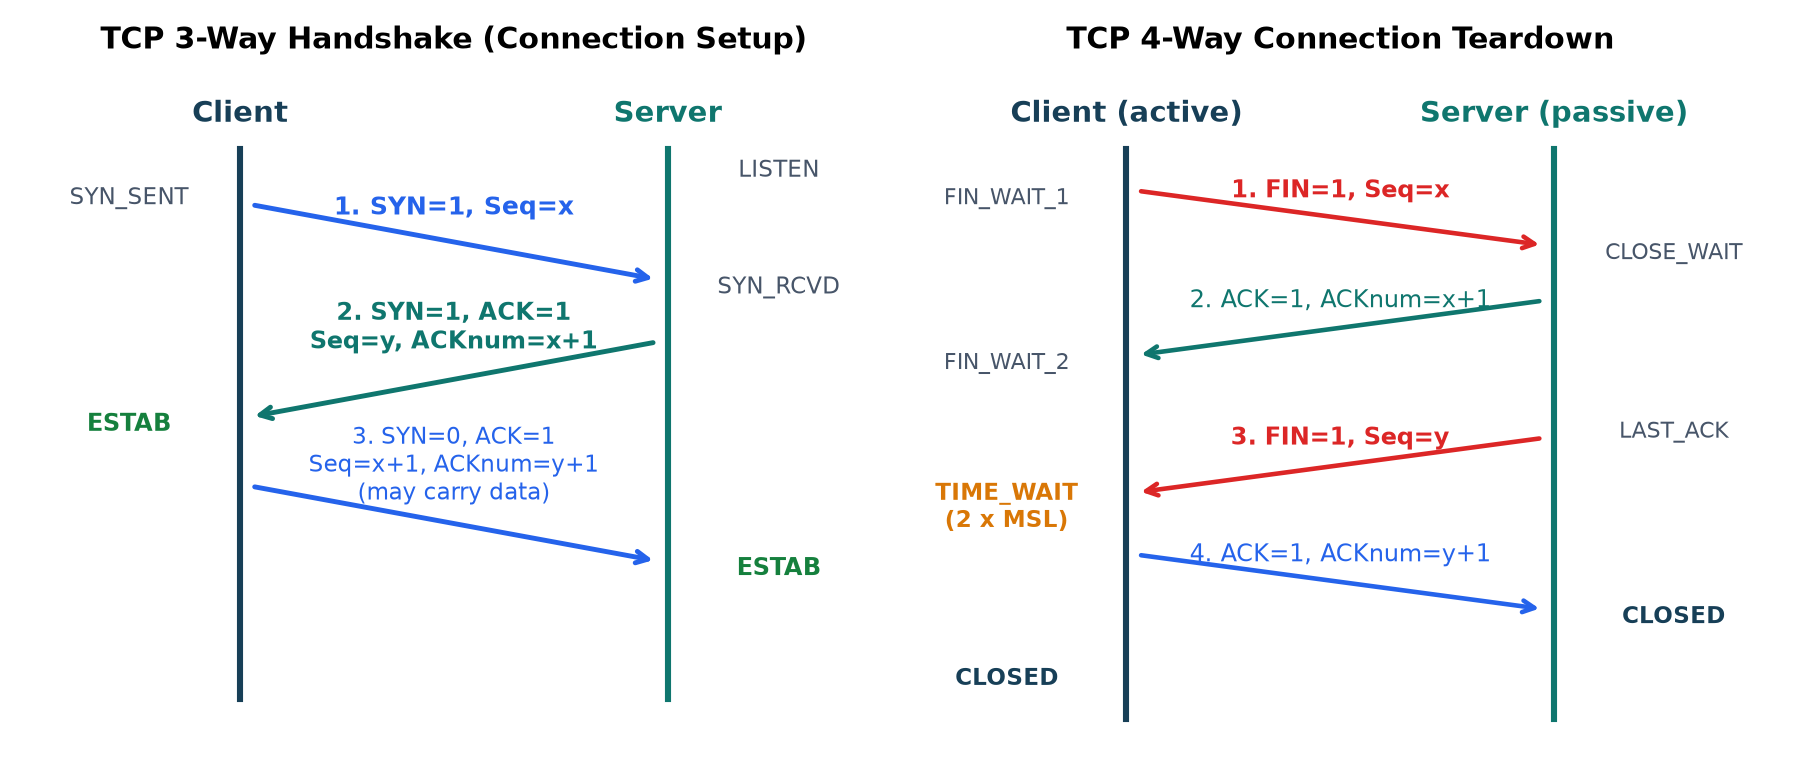 TCP 3-Way Handshake (Connection Setup)
Client
Server
LISTEN
SYN_SENT
1. SYN=1, Seq=x
SYN_RCVD
2. SYN=1, ACK=1
Seq=y, ACKnum=x+1
ESTAB
3. SYN=0, ACK=1
Seq=x+1, ACKnum=y+1
(may carry data)
ESTAB
TCP 4-Way Connection Teardown
Client (active)
Server (passive)
FIN_WAIT_1
1. FIN=1, Seq=x
CLOSE_WAIT
2. ACK=1, ACKnum=x+1
FIN_WAIT_2
3. FIN=1, Seq=y
LAST_ACK
TIME_WAIT
(2 x MSL)
4. ACK=1, ACKnum=y+1
CLOSED
CLOSED